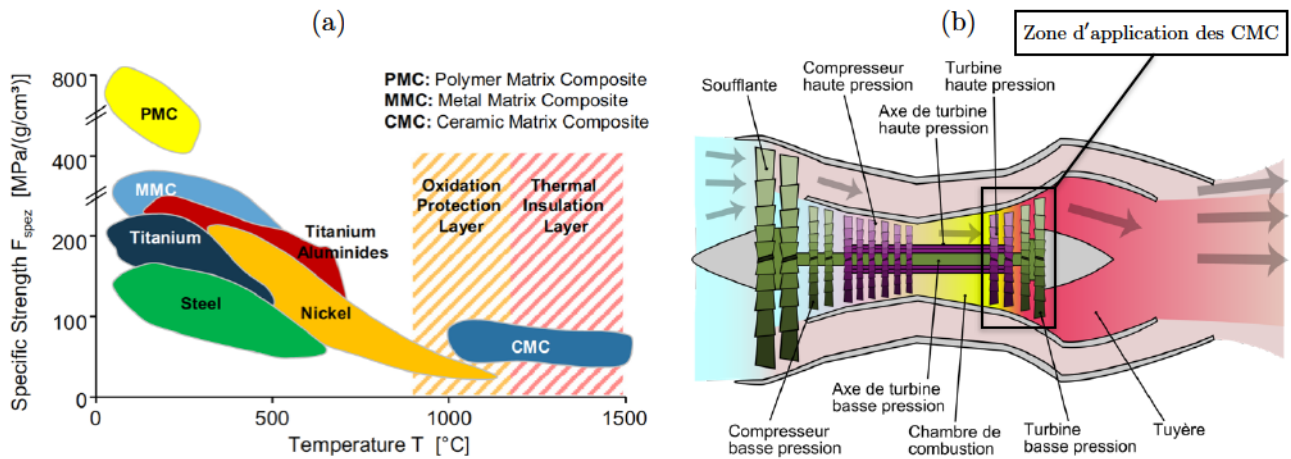 (a)
(b)
Zone d'application des CMC
Specific Strength F_spez [MPa/(g/cm³)]
800
400
200
100
0
PMC: Polymer Matrix Composite
MMC: Metal Matrix Composite
CMC: Ceramic Matrix Composite
PMC
MMC
Titanium
Steel
Titanium
Aluminides
Nickel
Oxidation
Protection
Layer
Thermal
Insulation
Layer
CMC
0
500
1000
1500
Temperature T [°C]
Soufflante
Compresseur
haute pression
Turbine
haute pression
Axe de turbine
haute pression
Axe de turbine
basse pression
Compresseur
basse pression
Chambre de
combustion
Turbine
basse pression
Tuyère